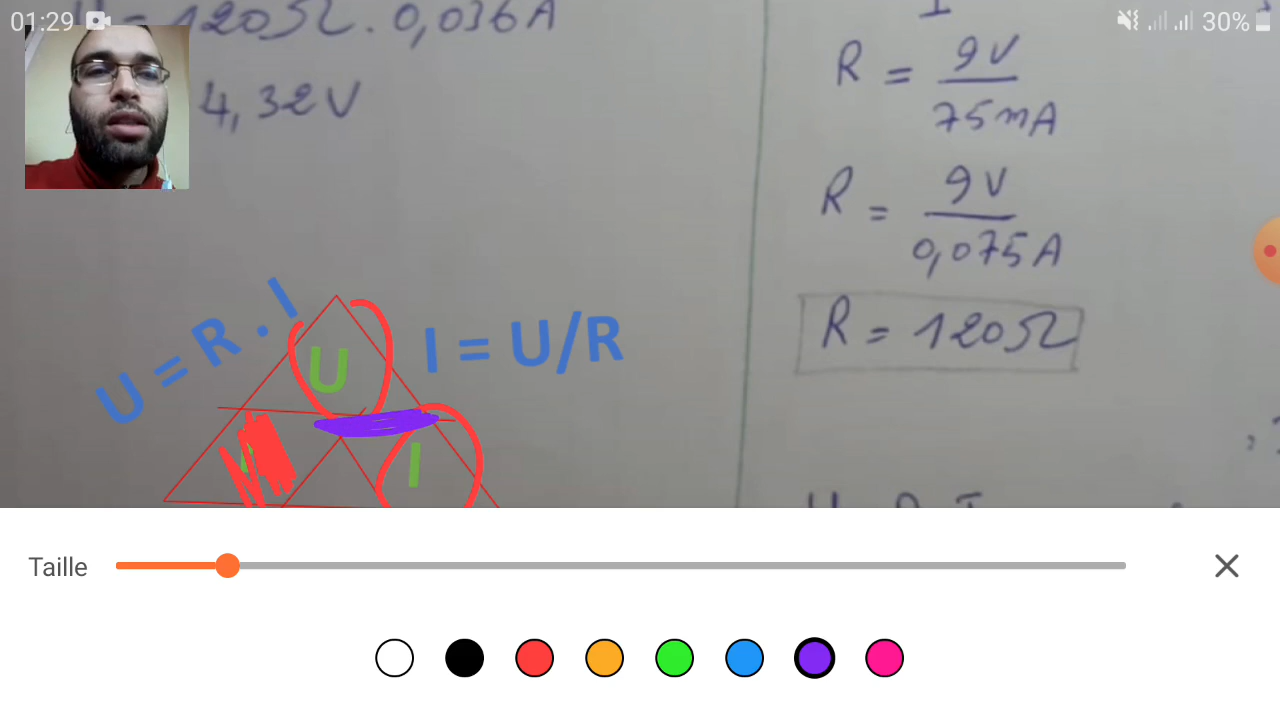 01:29
30%
= 120Ω . 0,036A
4,32V
I
R = 9V
75mA
R = 9V
0,075A
R = 120Ω
U = R . I
I = U/R
U
I
Taille